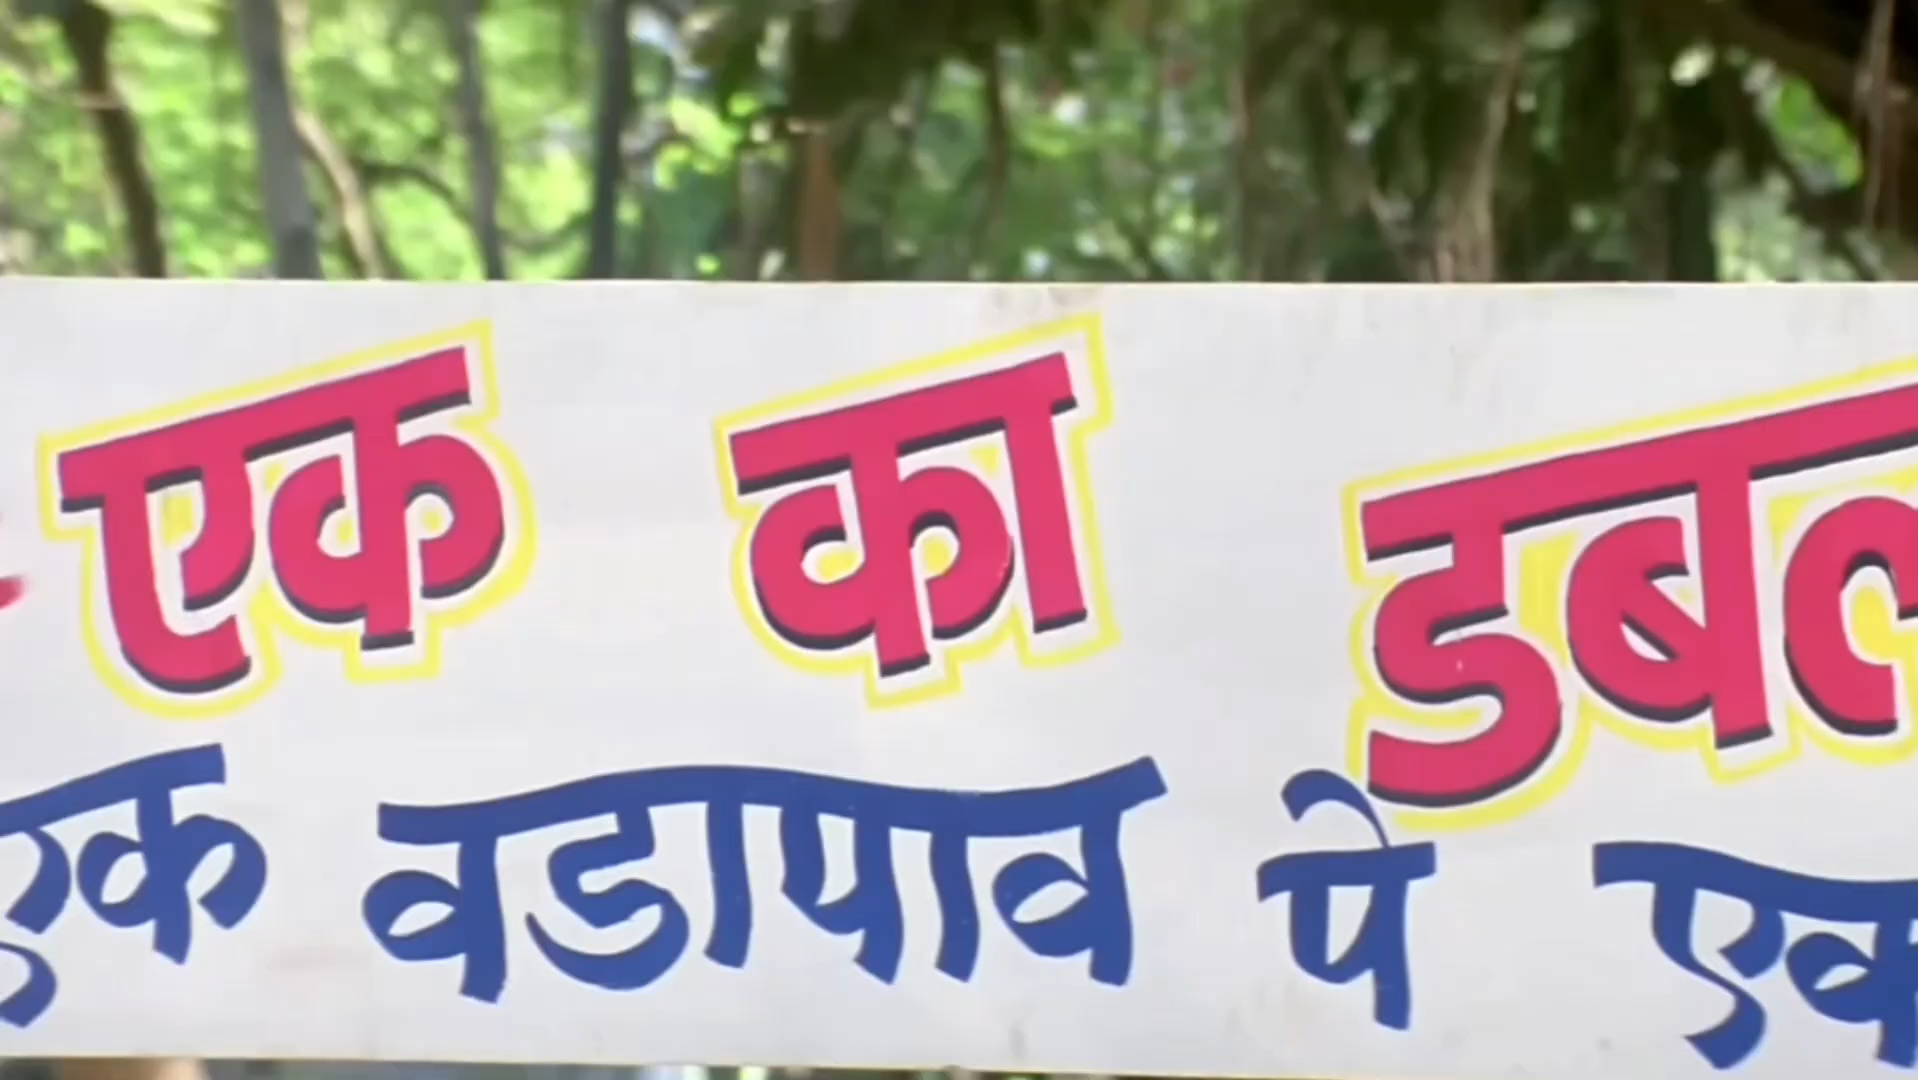 एक का डबल
एक वडापाव पे एक